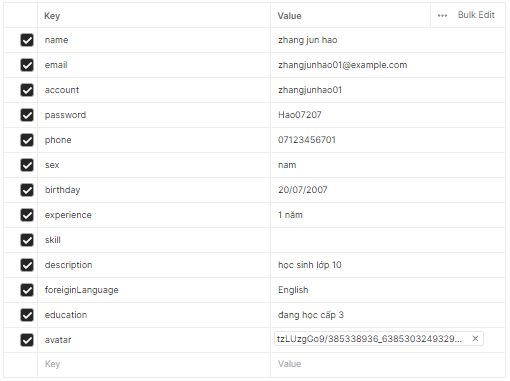 Key Value ••• Bulk Edit
name zhang jun hao
email zhangjunhao01@example.com
account zhangjunhao01
password Hao07207
phone 07123456701
sex nam
birthday 20/07/2007
experience 1 năm
skill
description học sinh lớp 10
foreiginLanguage English
education đang học cấp 3
avatar tzLUzgGo9/385338936_6385303249329... ×
Key Value